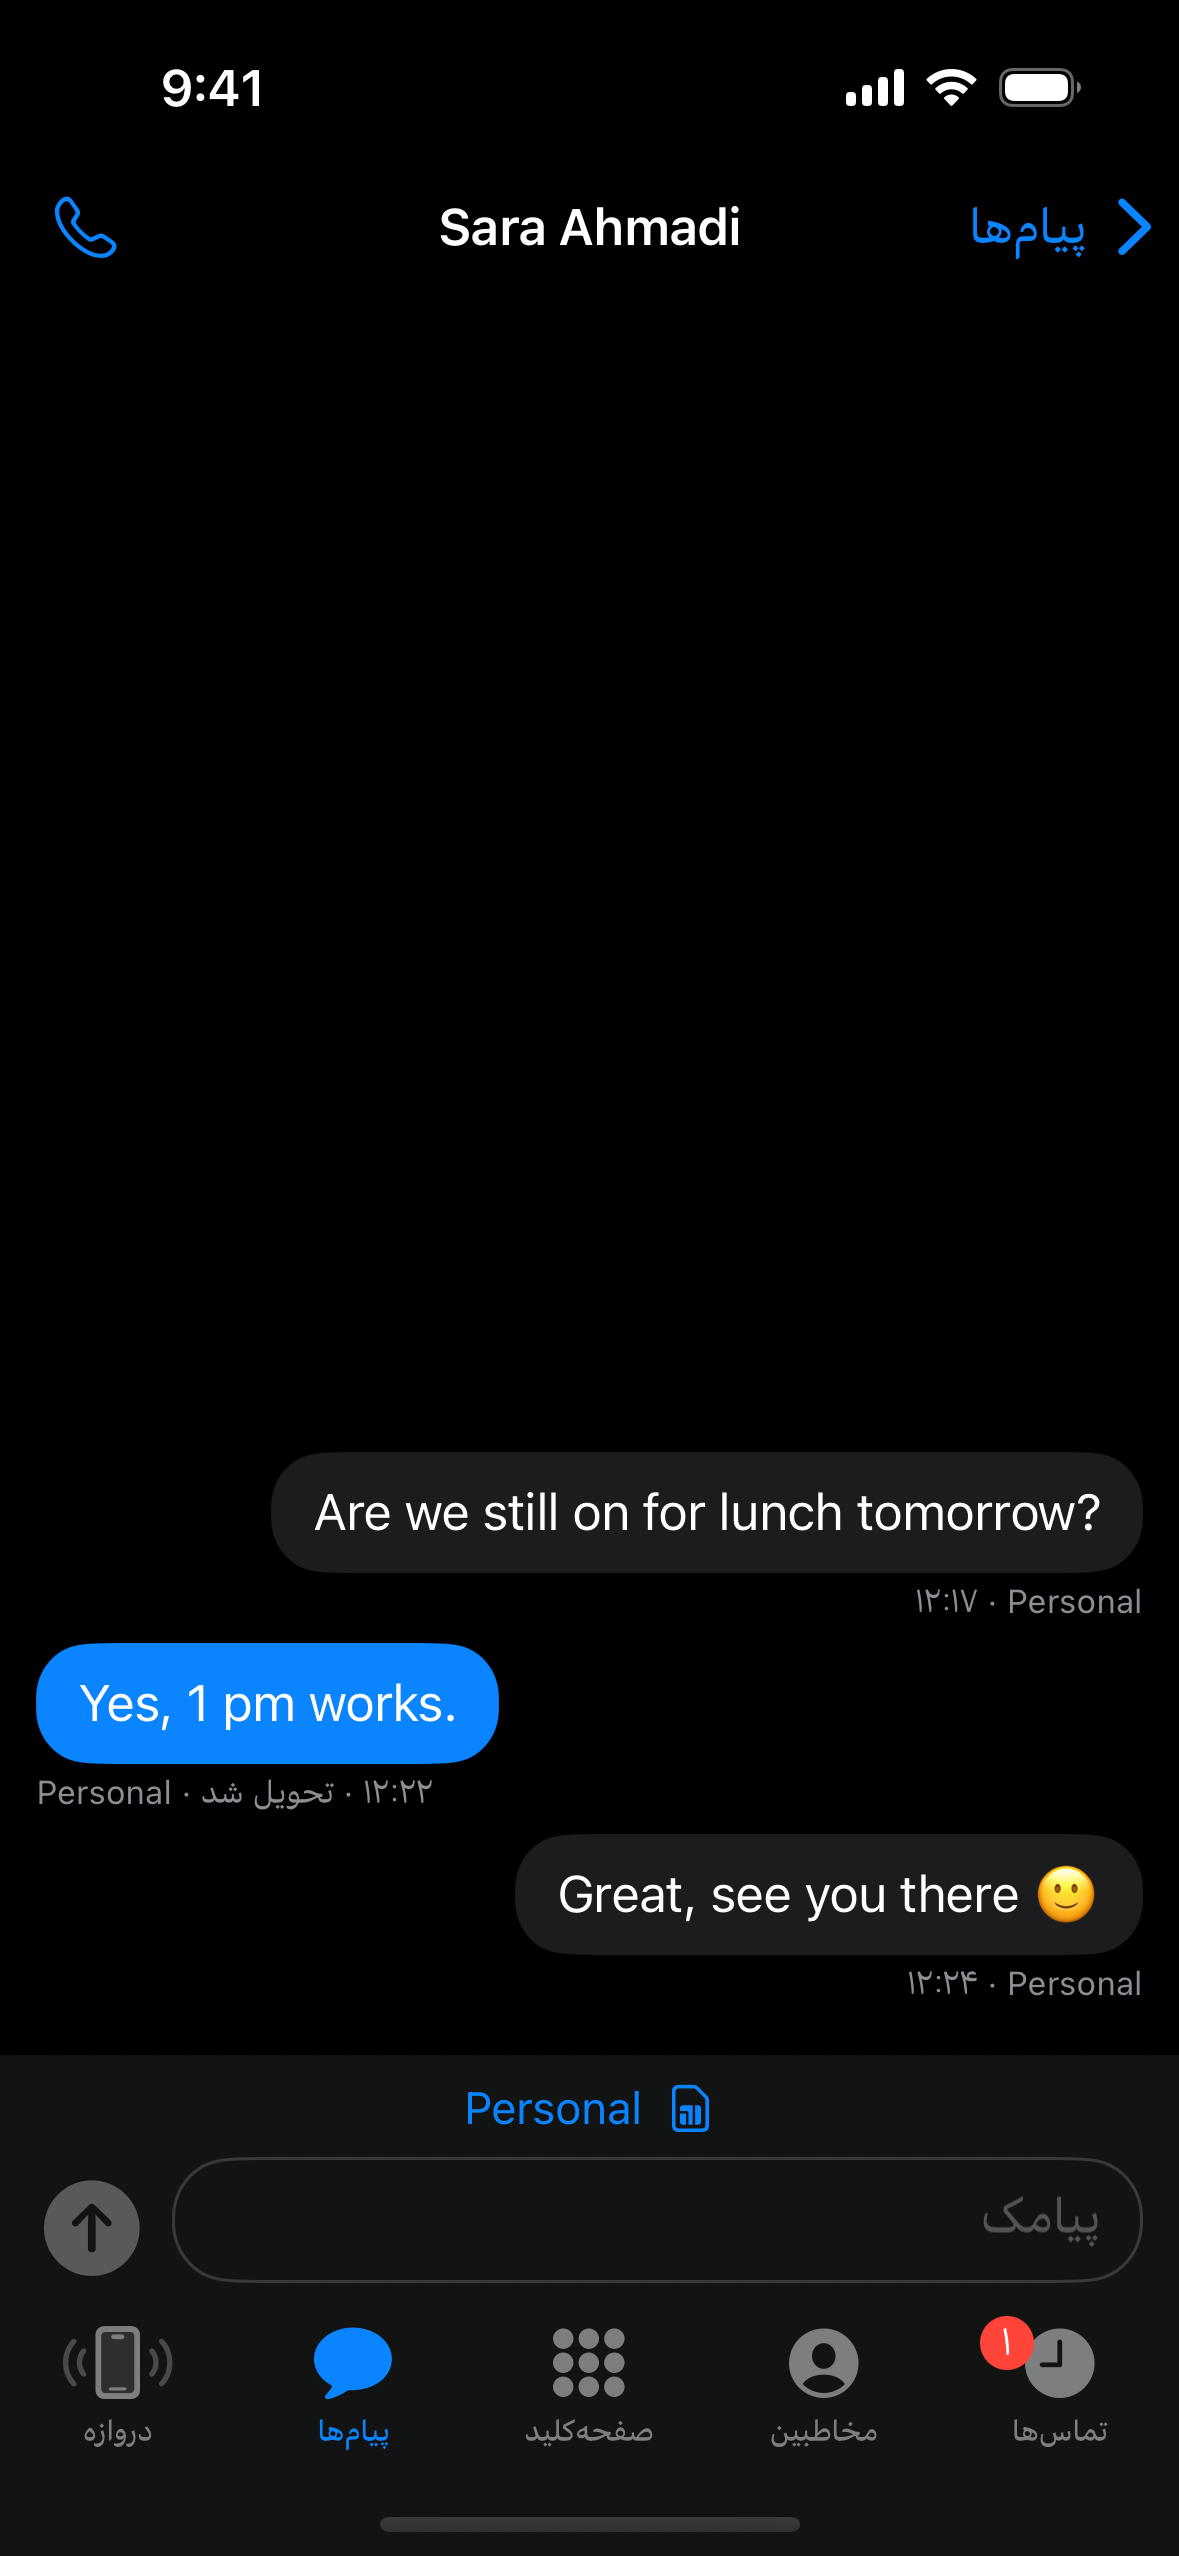 9:41
پیام‌ها
Sara Ahmadi
Are we still on for lunch tomorrow?
Personal · ۱۲:۱۷
Yes, 1 pm works.
۱۲:۲۲ · تحویل شد · Personal
Great, see you there 🙂
Personal · ۱۲:۲۴
Personal
پیامک
۱
تماس‌ها
مخاطبین
صفحه‌کلید
پیام‌ها
دروازه